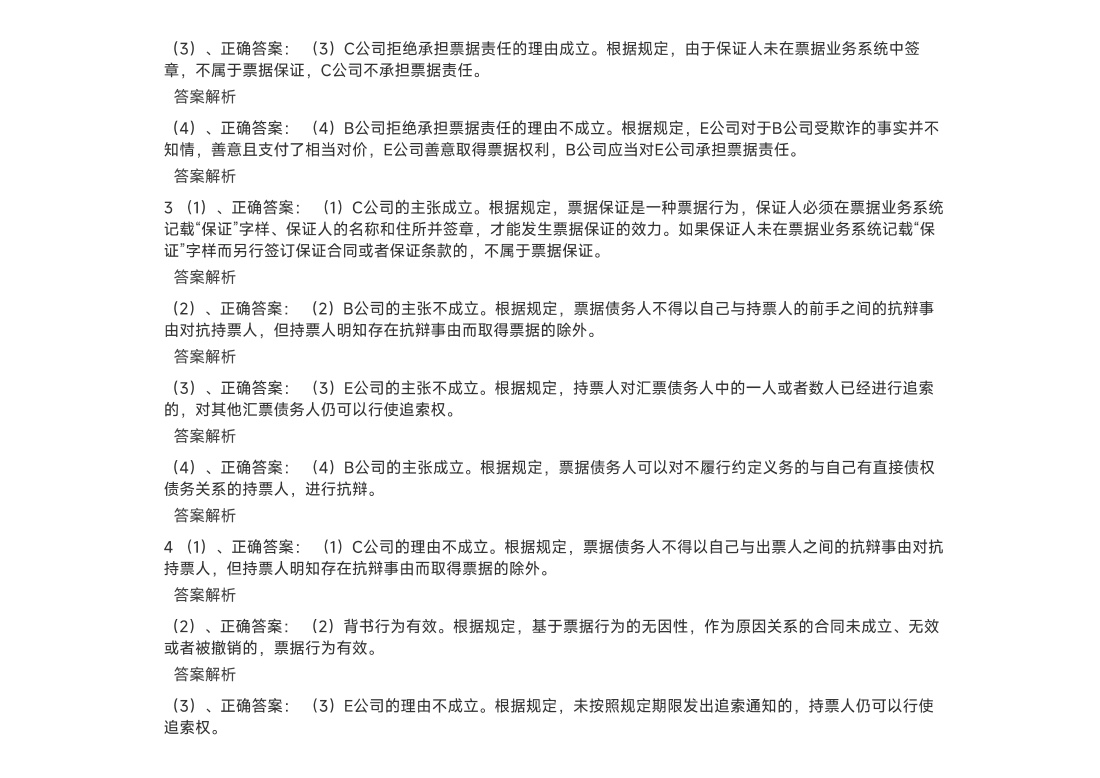 （3）、正确答案： （3）C公司拒绝承担票据责任的理由成立。根据规定，由于保证人未在票据业务系统中签
章，不属于票据保证，C公司不承担票据责任。
答案解析
（4）、正确答案： （4）B公司拒绝承担票据责任的理由不成立。根据规定，E公司对于B公司受欺诈的事实并不
知情，善意且支付了相当对价，E公司善意取得票据权利，B公司应当对E公司承担票据责任。
答案解析
3 （1）、正确答案： （1）C公司的主张成立。根据规定，票据保证是一种票据行为，保证人必须在票据业务系统
记载“保证”字样、保证人的名称和住所并签章，才能发生票据保证的效力。如果保证人未在票据业务系统记载“保
证”字样而另行签订保证合同或者保证条款的，不属于票据保证。
答案解析
（2）、正确答案： （2）B公司的主张不成立。根据规定，票据债务人不得以自己与持票人的前手之间的抗辩事
由对抗持票人，但持票人明知存在抗辩事由而取得票据的除外。
答案解析
（3）、正确答案： （3）E公司的主张不成立。根据规定，持票人对汇票债务人中的一人或者数人已经进行追索
的，对其他汇票债务人仍可以行使追索权。
答案解析
（4）、正确答案： （4）B公司的主张成立。根据规定，票据债务人可以对不履行约定义务的与自己有直接债权
债务关系的持票人，进行抗辩。
答案解析
4 （1）、正确答案： （1）C公司的理由不成立。根据规定，票据债务人不得以自己与出票人之间的抗辩事由对抗
持票人，但持票人明知存在抗辩事由而取得票据的除外。
答案解析
（2）、正确答案： （2）背书行为有效。根据规定，基于票据行为的无因性，作为原因关系的合同未成立、无效
或者被撤销的，票据行为有效。
答案解析
（3）、正确答案： （3）E公司的理由不成立。根据规定，未按照规定期限发出追索通知的，持票人仍可以行使
追索权。